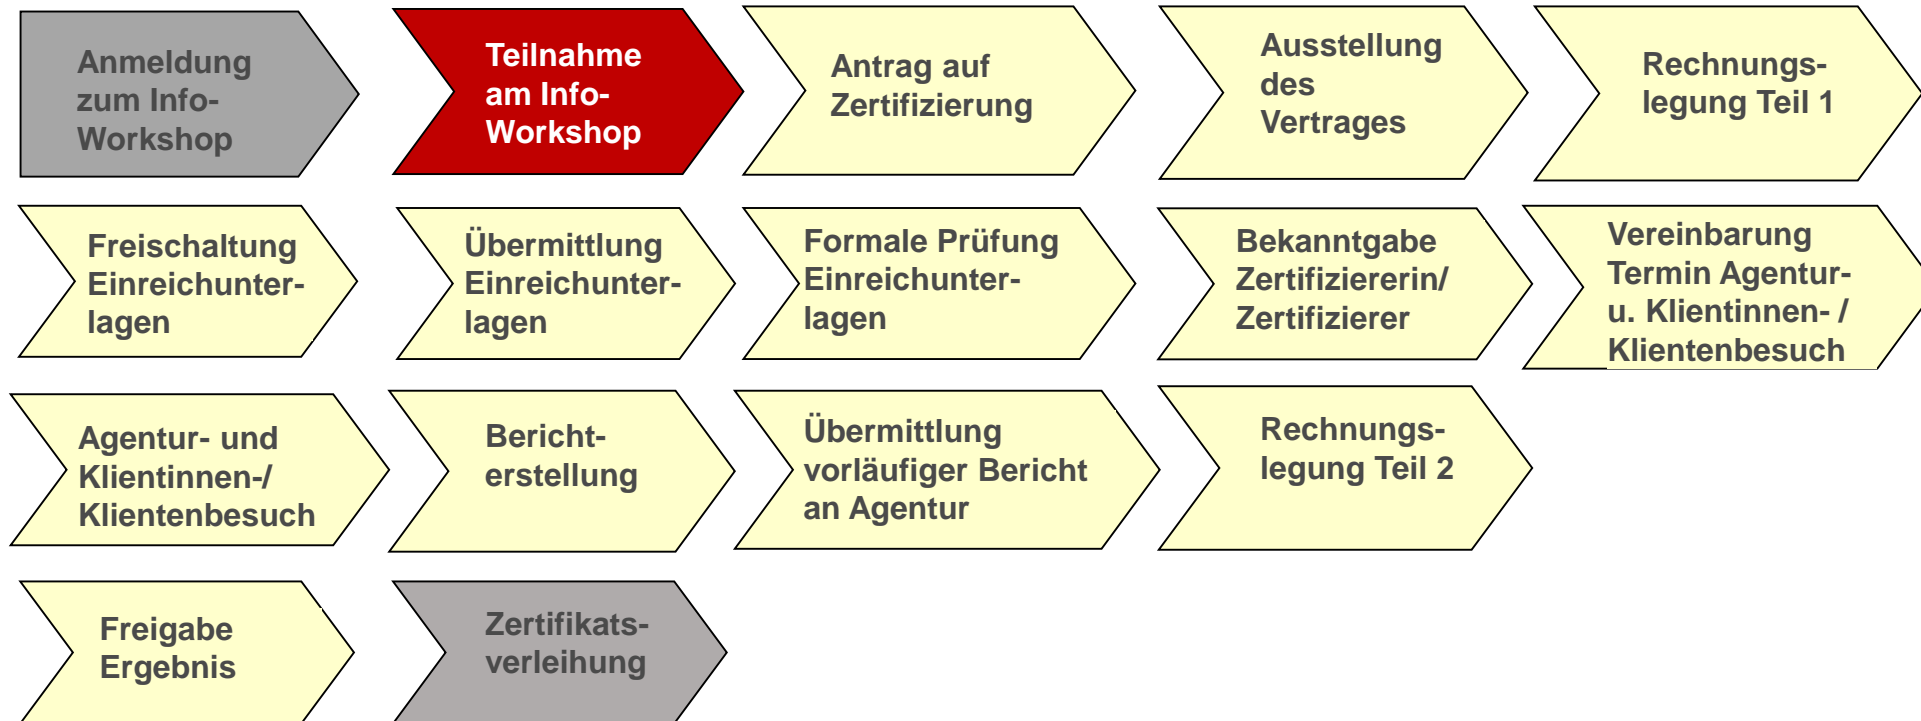 Anmeldung
zum Info-
Workshop
Teilnahme
am Info-
Workshop
Antrag auf
Zertifizierung
Ausstellung
des
Vertrages
Rechnungs-
legung Teil 1
Freischaltung
Einreichunter-
lagen
Übermittlung
Einreichunter-
lagen
Formale Prüfung
Einreichunter-
lagen
Bekanntgabe
Zertifiziererin/
Zertifizierer
Vereinbarung
Termin Agentur-
u. Klientinnen- /
Klientenbesuch
Agentur- und
Klientinnen-/
Klientenbesuch
Bericht-
erstellung
Übermittlung
vorläufiger Bericht
an Agentur
Rechnungs-
legung Teil 2
Freigabe
Ergebnis
Zertifikats-
verleihung